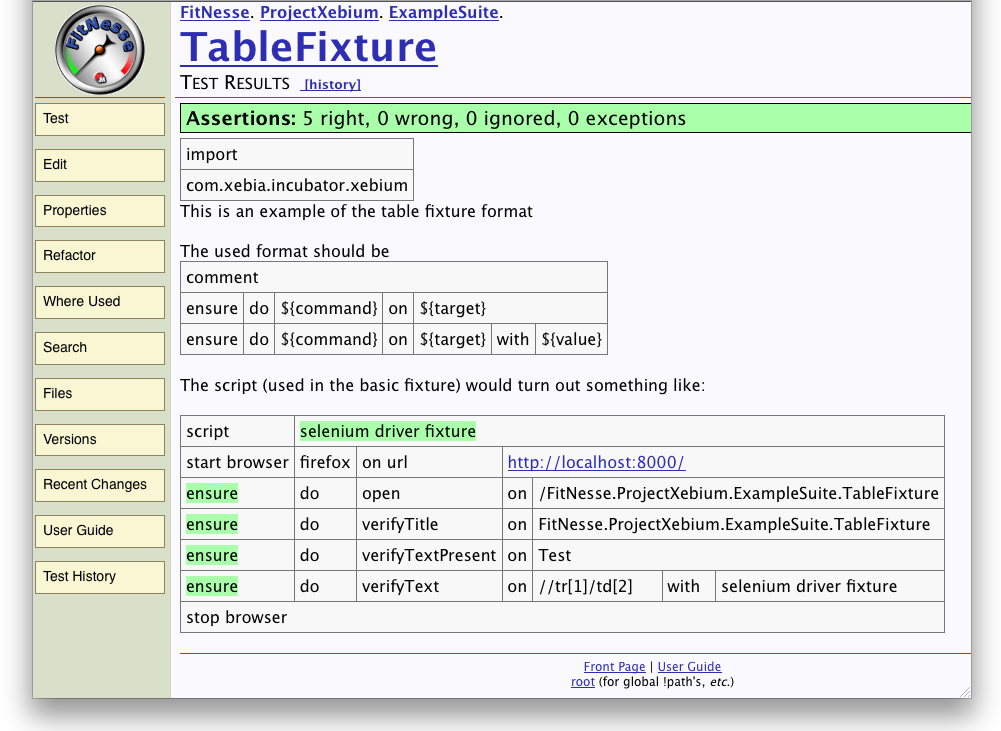 FitNesse
FitNesse. ProjectXebium. ExampleSuite.
TableFixture
TEST RESULTS [history]
Test
Edit
Properties
Refactor
Where Used
Search
Files
Versions
Recent Changes
User Guide
Test History
Assertions: 5 right, 0 wrong, 0 ignored, 0 exceptions
import
com.xebia.incubator.xebium
This is an example of the table fixture format
The used format should be
comment
ensure do ${command} on ${target}
ensure do ${command} on ${target} with ${value}
The script (used in the basic fixture) would turn out something like:
script selenium driver fixture
start browser firefox on url http://localhost:8000/
ensure do open on /FitNesse.ProjectXebium.ExampleSuite.TableFixture
ensure do verifyTitle on FitNesse.ProjectXebium.ExampleSuite.TableFixture
ensure do verifyTextPresent on Test
ensure do verifyText on //tr[1]/td[2] with selenium driver fixture
stop browser
Front Page | User Guide
root (for global !path's, etc.)